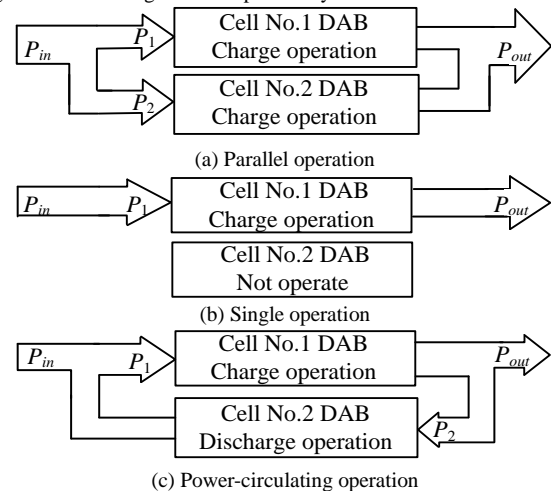 P_in
P_1
Cell No.1 DAB
Charge operation
P_out
P_2
Cell No.2 DAB
Charge operation
(a) Parallel operation
P_in
P_1
Cell No.1 DAB
Charge operation
P_out
Cell No.2 DAB
Not operate
(b) Single operation
P_in
P_1
Cell No.1 DAB
Charge operation
P_out
Cell No.2 DAB
Discharge operation
P_2
(c) Power-circulating operation